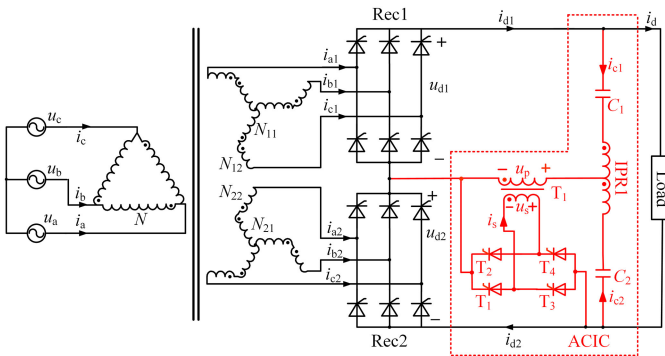 Rec1
i_d1
i_d
i_a1
i_b1
i_c1
N_11
N_12
+
u_d1
−
i_c1
C_1
u_c
i_c
u_b
i_b
N
u_a
i_a
N_22
N_21
i_a2
i_b2
i_c2
+
u_d2
−
Rec2
i_d2
- u_p +
T_1
- u_s +
i_s
T_2
T_4
T_1
T_3
IPR1
Load
C_2
i_c2
ACIC